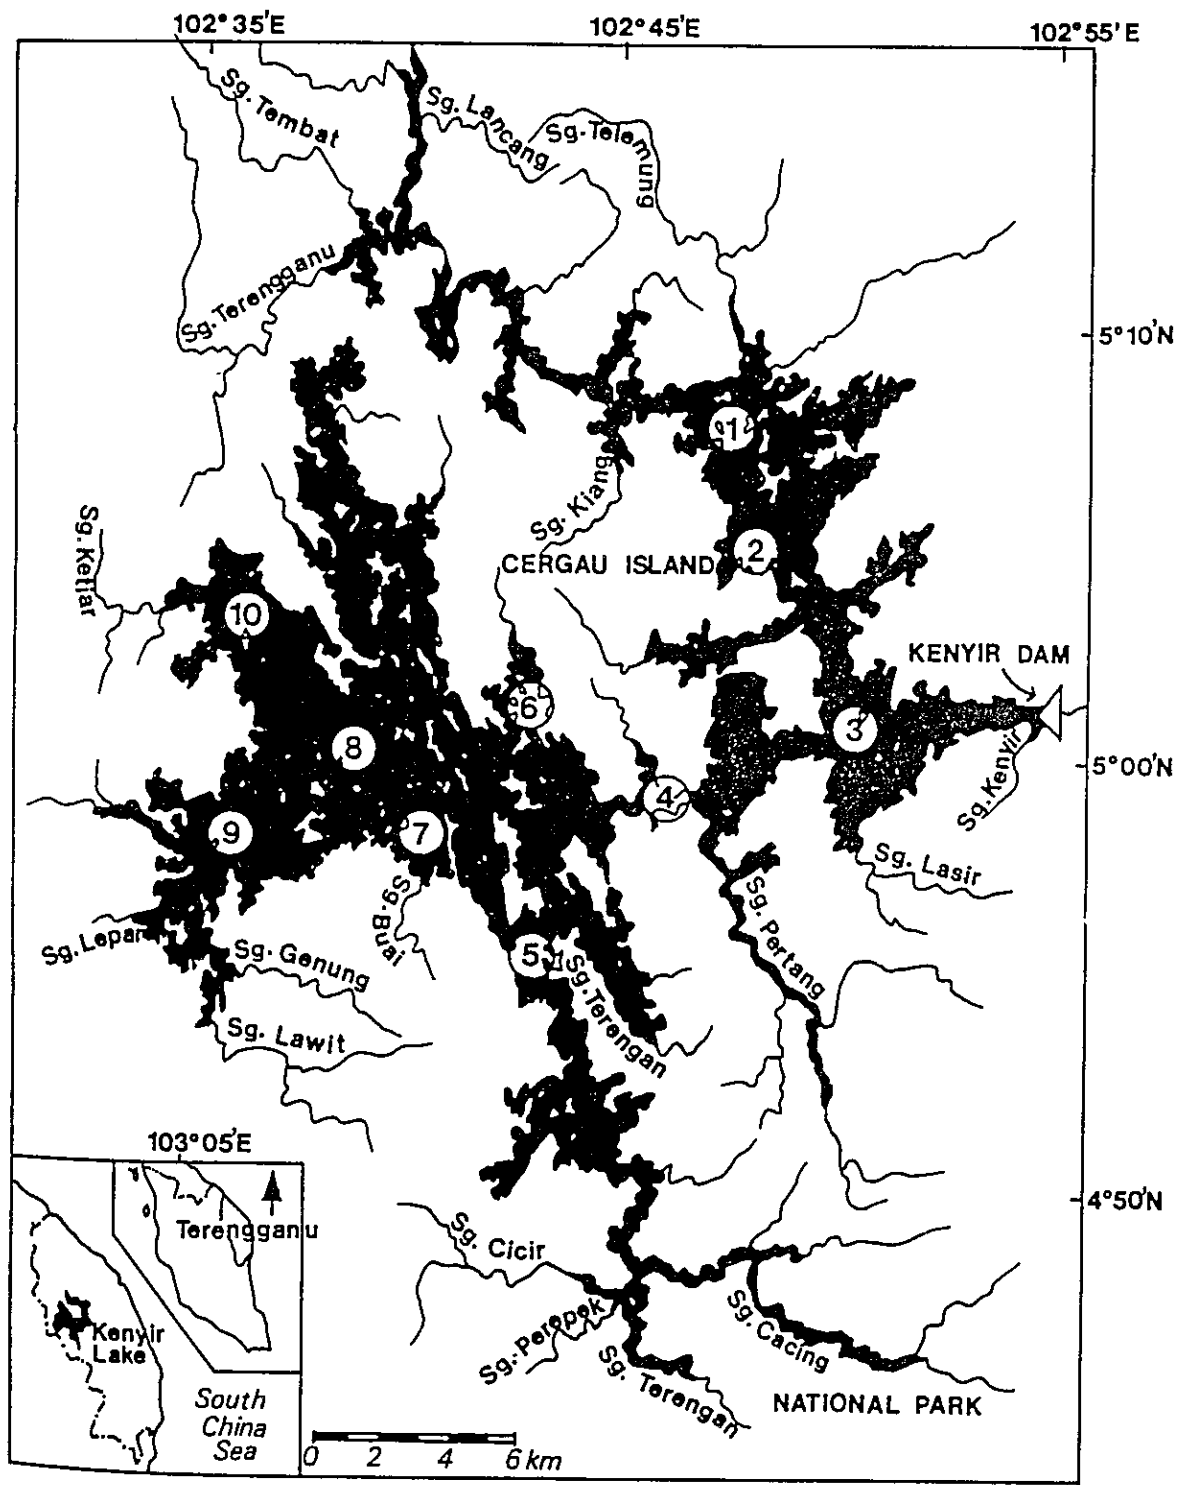 102°35'E
102°45'E
102°55'E
Sg. Tembat
Sg. Lancang
Sg. Telemung
Sg. Terengganu
5°10'N
1
Sg. Kiang
Sg. Kellar
2
CERGAU ISLAND
10
KENYIR DAM
6
3
8
Sg. Kenyir
5°00'N
4
9
7
Sg. Lasir
Sg. Buai
Sg. Pertang
Sg. Lepar
Sg. Genung
5
Sg. Terengan
Sg. Lawit
103°05'E
4°50'N
Terengganu
Sg. Cicir
Kenyir
Lake
Sg. Perepek
Sg. Cacing
Sg. Terengan
NATIONAL PARK
South
China
Sea
0 2 4 6 km